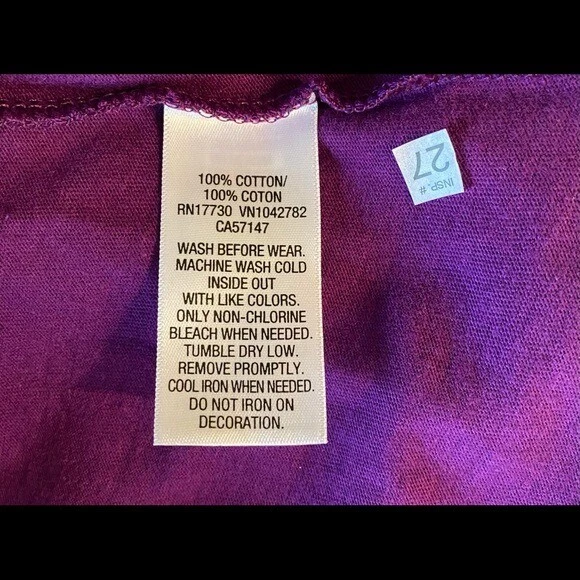 100% COTTON/
100% COTON
RN17730 VN1042782
CA57147
WASH BEFORE WEAR.
MACHINE WASH COLD
INSIDE OUT
WITH LIKE COLORS.
ONLY NON-CHLORINE
BLEACH WHEN NEEDED.
TUMBLE DRY LOW.
REMOVE PROMPTLY.
COOL IRON WHEN NEEDED.
DO NOT IRON ON
DECORATION.
INSP. #
27